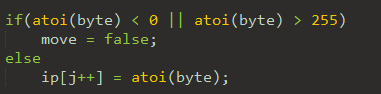 if(atoi(byte) < 0 || atoi(byte) > 255)
    move = false;
else
    ip[j++] = atoi(byte);